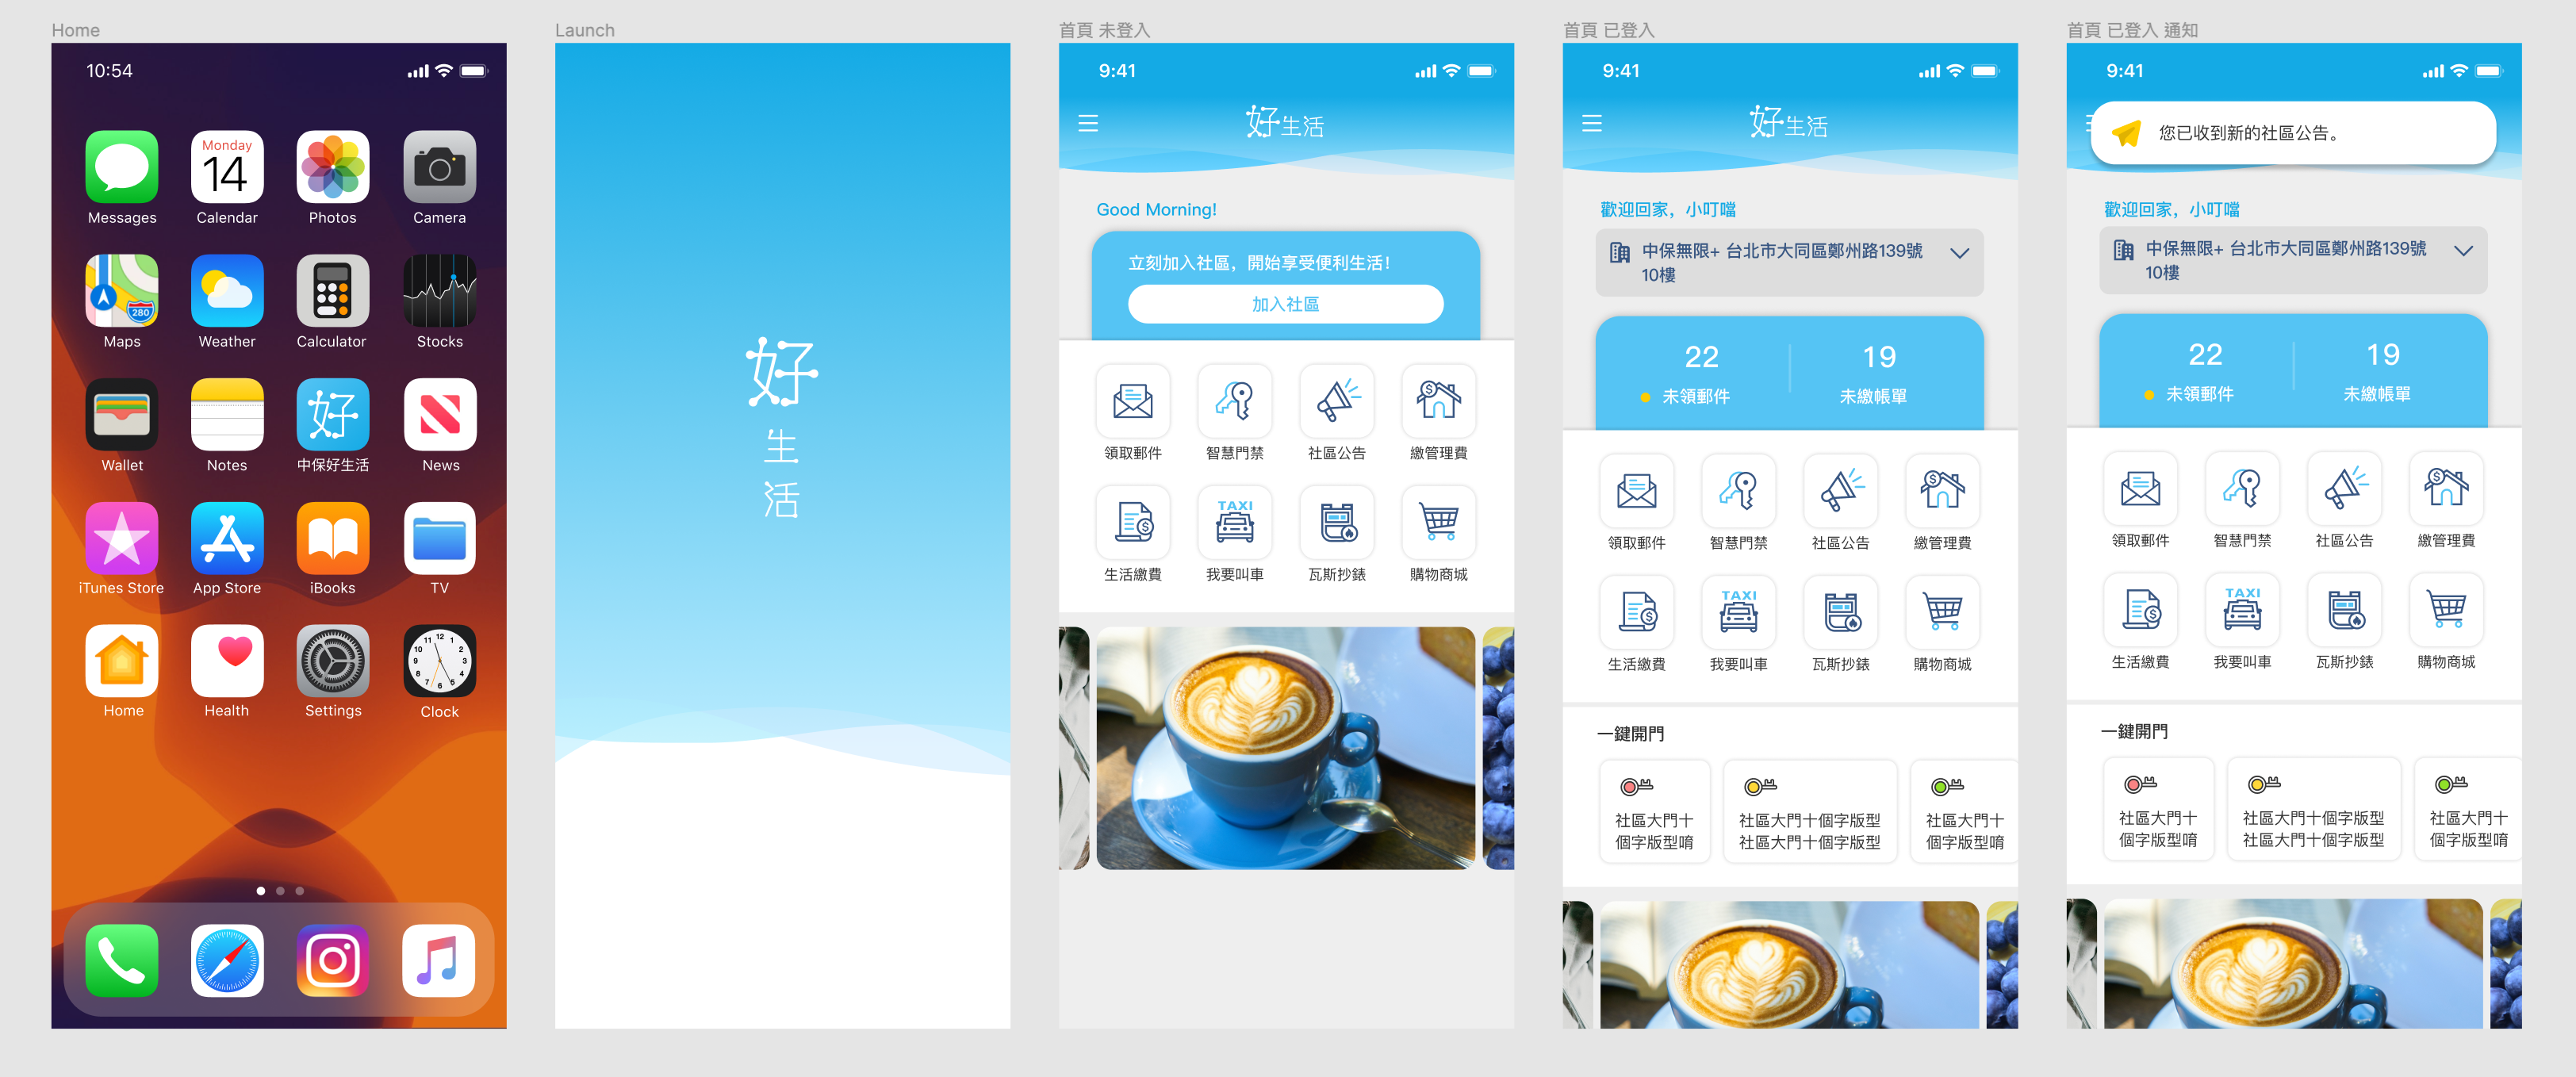 Home
10:54
Monday
14
Messages
Calendar
Photos
Camera
280
Maps
Weather
Calculator
Stocks
好
Wallet
Notes
中保好生活
News
iTunes Store
App Store
iBooks
TV
12
1
2
3
4
5
6
7
8
9
10
11
Home
Health
Settings
Clock
Launch
好
生
活
首頁 未登入
9:41
好生活
Good Morning!
立刻加入社區，開始享受便利生活！
加入社區
領取郵件
智慧門禁
社區公告
繳管理費
TAXI
生活繳費
我要叫車
瓦斯抄錶
購物商城
首頁 已登入
9:41
好生活
歡迎回家，小叮噹
中保無限+ 台北市大同區鄭州路139號
10樓
22
19
未領郵件
未繳帳單
領取郵件
智慧門禁
社區公告
繳管理費
TAXI
生活繳費
我要叫車
瓦斯抄錶
購物商城
一鍵開門
社區大門十
個字版型唷
社區大門十個字版型
社區大門十個字版型
社區大門十
個字版型唷
首頁 已登入 通知
9:41
您已收到新的社區公告。
歡迎回家，小叮噹
中保無限+ 台北市大同區鄭州路139號
10樓
22
19
未領郵件
未繳帳單
領取郵件
智慧門禁
社區公告
繳管理費
TAXI
生活繳費
我要叫車
瓦斯抄錶
購物商城
一鍵開門
社區大門十
個字版型唷
社區大門十個字版型
社區大門十個字版型
社區大門十
個字版型唷